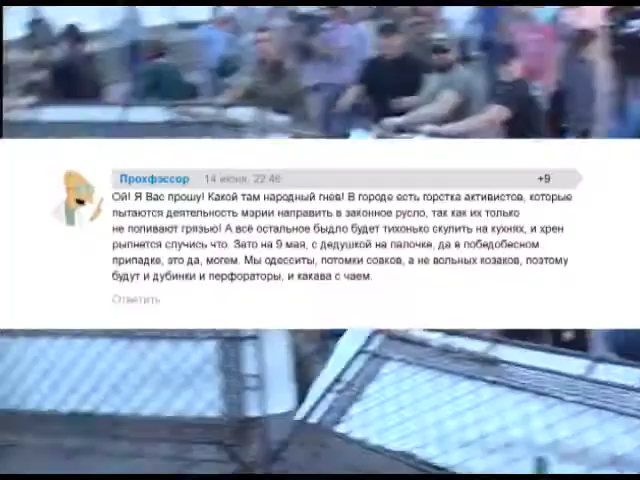 Прохфэссор 14 июня, 22:46 +9
Ой! Я Вас прошу! Какой там народный гнев! В городе есть горстка активистов, которые
пытаются деятельность мэрии направить в законное русло, так как их только
не поливают грязью! А всё остальное быдло будет тихонько скулить на кухнях, и хрен
рыпнется случись что. Зато на 9 мая, с дедушкой на палочке, да в победобесном
припадке, это да, могем. Мы одесситы, потомки совков, а не вольных козаков, поэтому
будут и дубинки и перфораторы, и какава с чаем.
Ответить